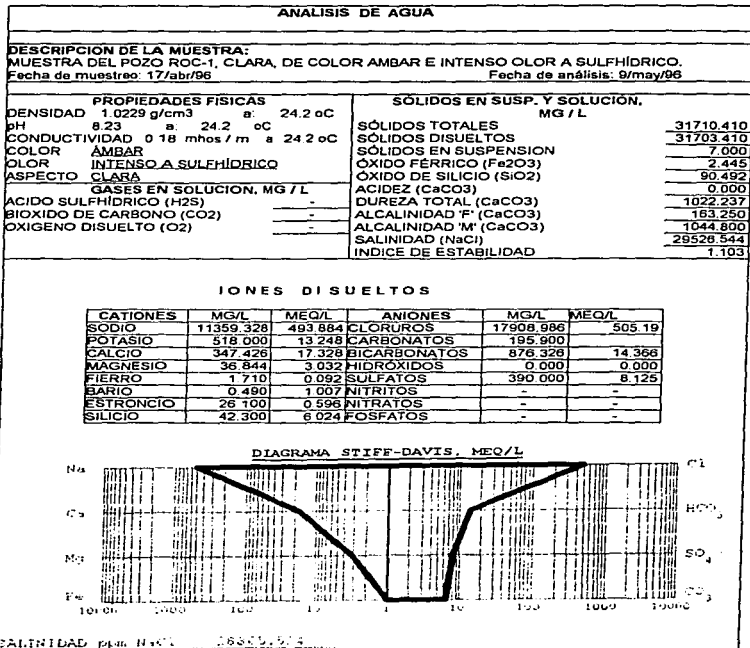 ANALISIS DE AGUA
DESCRIPCION DE LA MUESTRA:
MUESTRA DEL POZO ROC-1, CLARA, DE COLOR AMBAR E INTENSO OLOR A SULFHÍDRICO.
Fecha de muestreo: 17/abr/96 Fecha de análisis: 9/may/96
PROPIEDADES FISICAS
DENSIDAD 1.0229 g/cm3 a: 24.2 oC
pH 8.23 a: 24.2 oC
CONDUCTIVIDAD 0 18 mhos / m a 24.2 oC
COLOR AMBAR
OLOR INTENSO A SULFHÍDRICO
ASPECTO CLARA
GASES EN SOLUCION, MG / L
ACIDO SULFHÍDRICO (H2S) -
BIOXIDO DE CARBONO (CO2) -
OXIGENO DISUELTO (O2) -
SÓLIDOS EN SUSP. Y SOLUCIÓN,
MG / L
SÓLIDOS TOTALES 31710.410
SÓLIDOS DISUELTOS 31703.410
SÓLIDOS EN SUSPENSION 7.000
ÓXIDO FÉRRICO (Fe2O3) 2.445
ÓXIDO DE SILICIO (SiO2) 90.492
ACIDEZ (CaCO3) 0.000
DUREZA TOTAL (CaCO3) 1022.237
ALCALINIDAD 'F' (CaCO3) 163.250
ALCALINIDAD 'M' (CaCO3) 1044.800
SALINIDAD (NaCl) 29526.544
INDICE DE ESTABILIDAD 1.103
IONES DISUELTOS
CATIONES MG/L MEQ/L ANIONES MG/L MEQ/L
SODIO 11359.328 493.884 CLORUROS 17908.986 505.19
POTASIO 518.000 13 248 CARBONATOS 195.900
CALCIO 347.426 17.328 BICARBONATOS 876.326 14.366
MAGNESIO 36.844 3.032 HIDRÓXIDOS 0.000 0.000
FIERRO 1.710 0.092 SULFATOS 390.000 8.125
BARIO 0.490 1 007 NITRITOS - -
ESTRONCIO 26 100 0.596 NITRATOS - -
SILICIO 42.300 6 024 FOSFATOS - -
DIAGRAMA STIFF-DAVIS, MEQ/L
Na Cl
Ca HCO3
Mg SO4
Fe CO3
10000 1000 100 10 1 10 100 1000 10000
SALINIDAD ppm NaCl